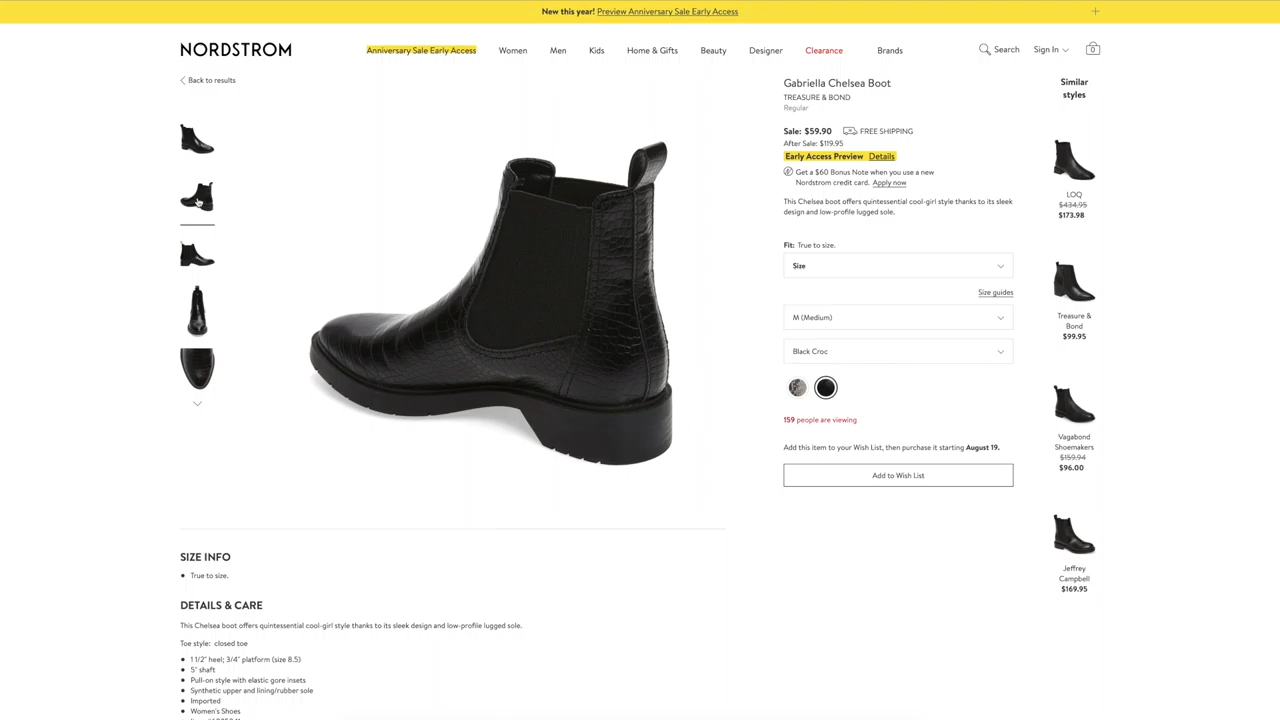 New this year! Preview Anniversary Sale Early Access
NORDSTROM
Anniversary Sale Early Access
Women
Men
Kids
Home & Gifts
Beauty
Designer
Clearance
Brands
Search
Sign In
0
Back to results
Gabriella Chelsea Boot
TREASURE & BOND
Regular
Sale: $59.90 FREE SHIPPING
After Sale: $119.95
Early Access Preview Details
Get a $60 Bonus Note when you use a new
Nordstrom credit card. Apply now
This Chelsea boot offers quintessential cool-girl style thanks to its sleek
design and low-profile lugged sole.
Fit: True to size.
Size
Size guides
M (Medium)
Black Croc
159 people are viewing
Add this item to your Wish List, then purchase it starting August 19.
Add to Wish List
Similar
styles
LOQ
$434.95
$173.98
Treasure &
Bond
$99.95
Vagabond
Shoemakers
$159.94
$96.00
Jeffrey
Campbell
$169.95
SIZE INFO
True to size.
DETAILS & CARE
This Chelsea boot offers quintessential cool-girl style thanks to its sleek design and low-profile lugged sole.
Toe style: closed toe
1 1/2" heel; 3/4" platform (size 8.5)
5" shaft
Pull-on style with elastic gore insets
Synthetic upper and lining/rubber sole
Imported
Women's Shoes